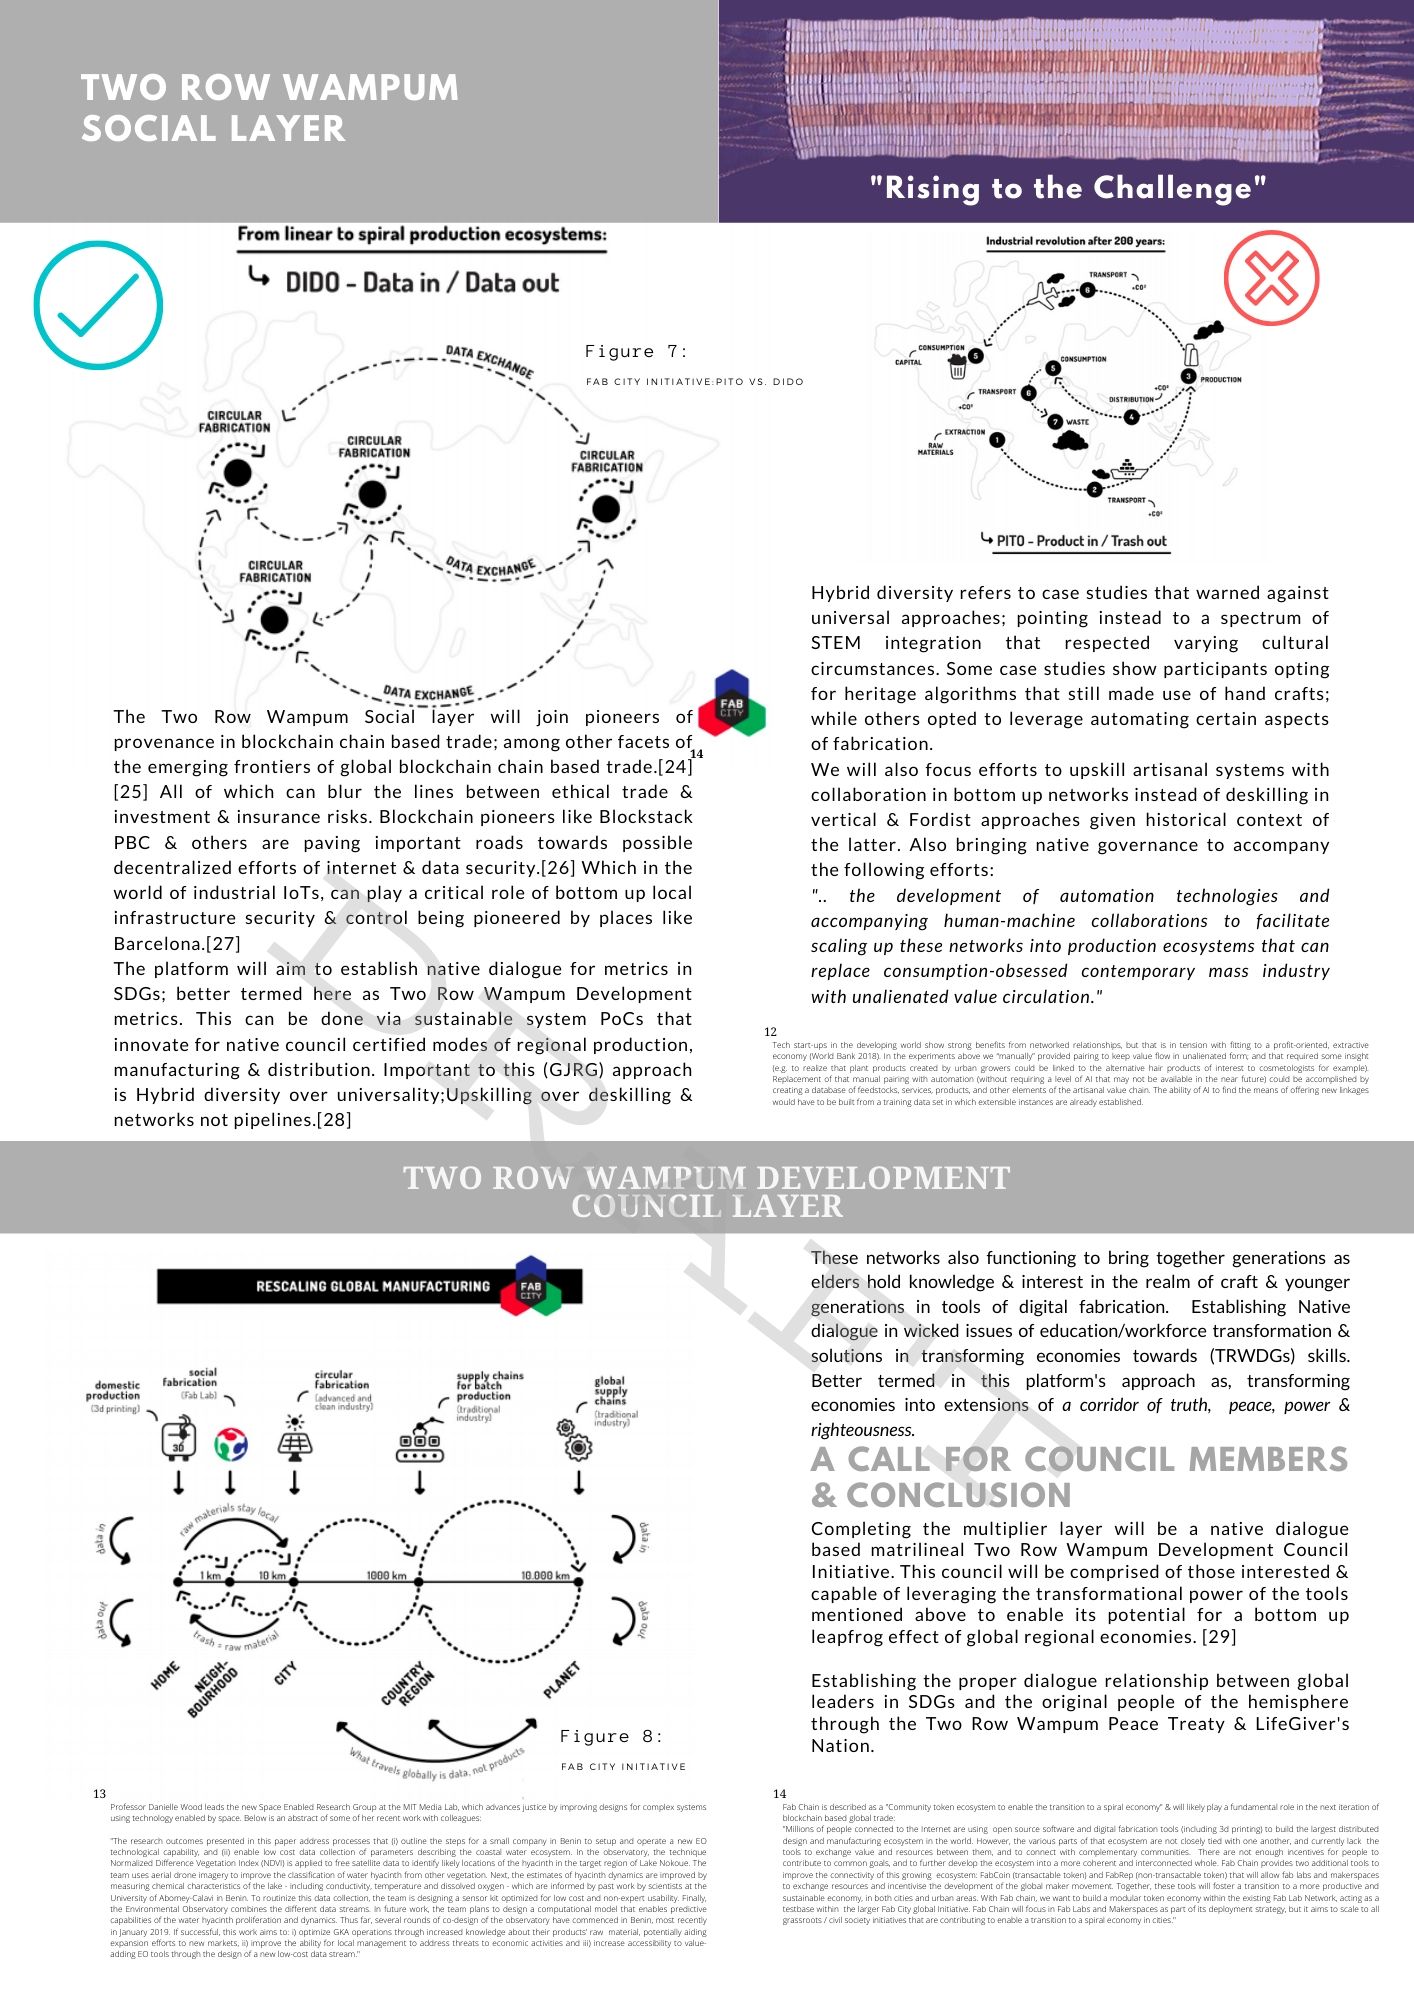 TWO ROW WAMPUM
SOCIAL LAYER
"Rising to the Challenge"
From linear to spiral production ecosystems:
DIDO - Data in / Data out
Figure 7:
FAB CITY INITIATIVE:PITO VS. DIDO
DATA EXCHANGE
CIRCULAR
FABRICATION
CIRCULAR
FABRICATION
CIRCULAR
FABRICATION
DATA EXCHANGE
CIRCULAR
FABRICATION
DATA EXCHANGE
FAB
CITY
14
The Two Row Wampum Social layer will join pioneers of
provenance in blockchain chain based trade; among other facets of
the emerging frontiers of global blockchain chain based trade.[24]
[25] All of which can blur the lines between ethical trade &
investment & insurance risks. Blockchain pioneers like Blockstack
PBC & others are paving important roads towards possible
decentralized efforts of internet & data security.[26] Which in the
world of industrial IoTs, can play a critical role of bottom up local
infrastructure security & control being pioneered by places like
Barcelona.[27]
The platform will aim to establish native dialogue for metrics in
SDGs; better termed here as Two Row Wampum Development
metrics. This can be done via sustainable system PoCs that
innovate for native council certified modes of regional production,
manufacturing & distribution. Important to this (GJRG) approach
is Hybrid diversity over universality;Upskilling over deskilling &
networks not pipelines.[28]
Industrial revolution after 200 years:
TRANSPORT
+CO²
6
CONSUMPTION
CAPITAL
5
CONSUMPTION
5
3
PRODUCTION
TRANSPORT
6
+CO²
+CO²
DISTRIBUTION
4
7
WASTE
EXTRACTION
1
RAW
MATERIALS
2
TRANSPORT
+CO²
PITO - Product in / Trash out
Hybrid diversity refers to case studies that warned against
universal approaches; pointing instead to a spectrum of
STEM integration that respected varying cultural
circumstances. Some case studies show participants opting
for heritage algorithms that still made use of hand crafts;
while others opted to leverage automating certain aspects
of fabrication.
We will also focus efforts to upskill artisanal systems with
collaboration in bottom up networks instead of deskilling in
vertical & Fordist approaches given historical context of
the latter. Also bringing native governance to accompany
the following efforts:
".. the development of automation technologies and
accompanying human-machine collaborations to facilitate
scaling up these networks into production ecosystems that can
replace consumption-obsessed contemporary mass industry
with unalienated value circulation."
12
Tech start-ups in the developing world show strong benefits from networked relationships, but that is in tension with fitting to a profit-oriented, extractive
economy (World Bank 2018). In the experiments above we "manually" provided pairing to keep value flow in unalienated form; and that required some insight
(e.g. to realize that plant products created by urban growers could be linked to the alternative hair products of interest to cosmetologists for example).
Replacement of that manual pairing with automation (without requiring a level of AI that may not be available in the near future) could be accomplished by
creating a database of feedstocks, services, products, and other elements of the artisanal value chain. The ability of AI to find the means of offering new linkages
would have to be built from a training data set in which extensible instances are already established.
DRAFT
TWO ROW WAMPUM DEVELOPMENT
COUNCIL LAYER
RESCALING GLOBAL MANUFACTURING
FAB
CITY
domestic
production
(3d printing)
social
fabrication
(Fab Lab)
circular
fabrication
(advanced and
clean industry)
supply chains
for batch
production
(traditional
industry)
global
supply
chains
(traditional
industry)
3D
raw materials stay local
data in
data in
1 km
10 km
1000 km
10.000 km
data out
data out
trash = raw material
HOME
NEIGH-
BOURHOOD
CITY
COUNTRY
REGION
PLANET
What travels globally is data, not products
Figure 8:
FAB CITY INITIATIVE
13
Professor Danielle Wood leads the new Space Enabled Research Group at the MIT Media Lab, which advances justice by improving designs for complex systems
using technology enabled by space. Below is an abstract of some of her recent work with colleagues:
"The research outcomes presented in this paper address processes that (i) outline the steps for a small company in Benin to setup and operate a new EO
technological capability, and (ii) enable low cost data collection of parameters describing the coastal water ecosystem. In the observatory, the technique
Normalized Difference Vegetation Index (NDVI) is applied to free satellite data to identify likely locations of the hyacinth in the target region of Lake Nokoue. The
team uses aerial drone imagery to improve the classification of water hyacinth from other vegetation. Next, the estimates of hyacinth dynamics are improved by
measuring chemical characteristics of the lake - including conductivity, temperature and dissolved oxygen - which are informed by past work by scientists at the
University of Abomey-Calavi in Benin. To routinize this data collection, the team is designing a sensor kit optimized for low cost and non-expert usability. Finally,
the Environmental Observatory combines the different data streams. In future work, the team plans to design a computational model that enables predictive
capabilities of the water hyacinth proliferation and dynamics. Thus far, several rounds of co-design of the observatory have commenced in Benin, most recently
in January 2019. If successful, this work aims to: i) optimize GKA operations through increased knowledge about their products' raw material, potentially aiding
expansion efforts to new markets, ii) improve the ability for local management to address threats to economic activities and iii) increase accessibility to value-
adding EO tools through the design of a new low-cost data stream."
These networks also functioning to bring together generations as
elders hold knowledge & interest in the realm of craft & younger
generations in tools of digital fabrication. Establishing Native
dialogue in wicked issues of education/workforce transformation &
solutions in transforming economies towards (TRWDGs) skills.
Better termed in this platform's approach as, transforming
economies into extensions of a corridor of truth, peace, power &
righteousness.
A CALL FOR COUNCIL MEMBERS
& CONCLUSION
Completing the multiplier layer will be a native dialogue
based matrilineal Two Row Wampum Development Council
Initiative. This council will be comprised of those interested &
capable of leveraging the transformational power of the tools
mentioned above to enable its potential for a bottom up
leapfrog effect of global regional economies. [29]
Establishing the proper dialogue relationship between global
leaders in SDGs and the original people of the hemisphere
through the Two Row Wampum Peace Treaty & LifeGiver's
Nation.
14
Fab Chain is described as a "Community token ecosystem to enable the transition to a spiral economy" & will likely play a fundamental role in the next iteration of
blockchain based global trade:
"Millions of people connected to the Internet are using open source software and digital fabrication tools (including 3d printing) to build the largest distributed
design and manufacturing ecosystem in the world. However, the various parts of that ecosystem are not closely tied with one another, and currently lack the
tools to exchange value and resources between them, and to connect with complementary communities. There are not enough incentives for people to
contribute to common goals, and to further develop the ecosystem into a more coherent and interconnected whole. Fab Chain provides two additional tools to
improve the connectivity of this growing ecosystem: FabCoin (transactable token) and FabRep (non-transactable token) that will allow fab labs and makerspaces
to exchange resources and incentivise the development of the global maker movement. Together, these tools will foster a transition to a more productive and
sustainable economy, in both cities and urban areas. With Fab chain, we want to build a modular token economy within the existing Fab Lab Network, acting as a
testbase within the larger Fab City global Initiative. Fab Chain will focus in Fab Labs and Makerspaces as part of its deployment strategy, but it aims to scale to all
grassroots / civil society initiatives that are contributing to enable a transition to a spiral economy in cities."